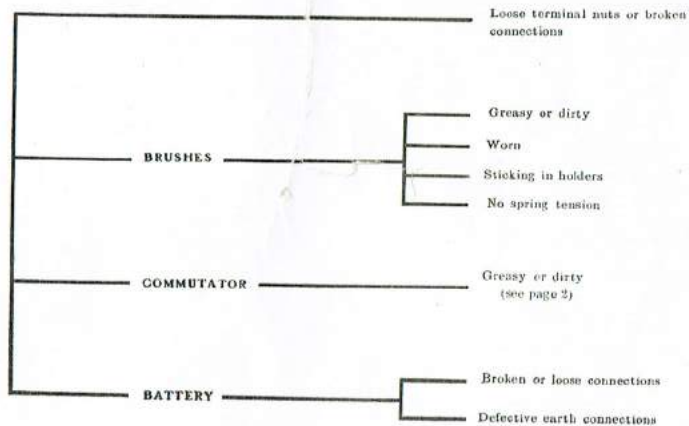 Loose terminal nuts or broken
connections
Greasy or dirty
BRUSHES
Worn
Sticking in holders
No spring tension
COMMUTATOR
Greasy or dirty
(see page 2)
Broken or loose connections
BATTERY
Defective earth connections